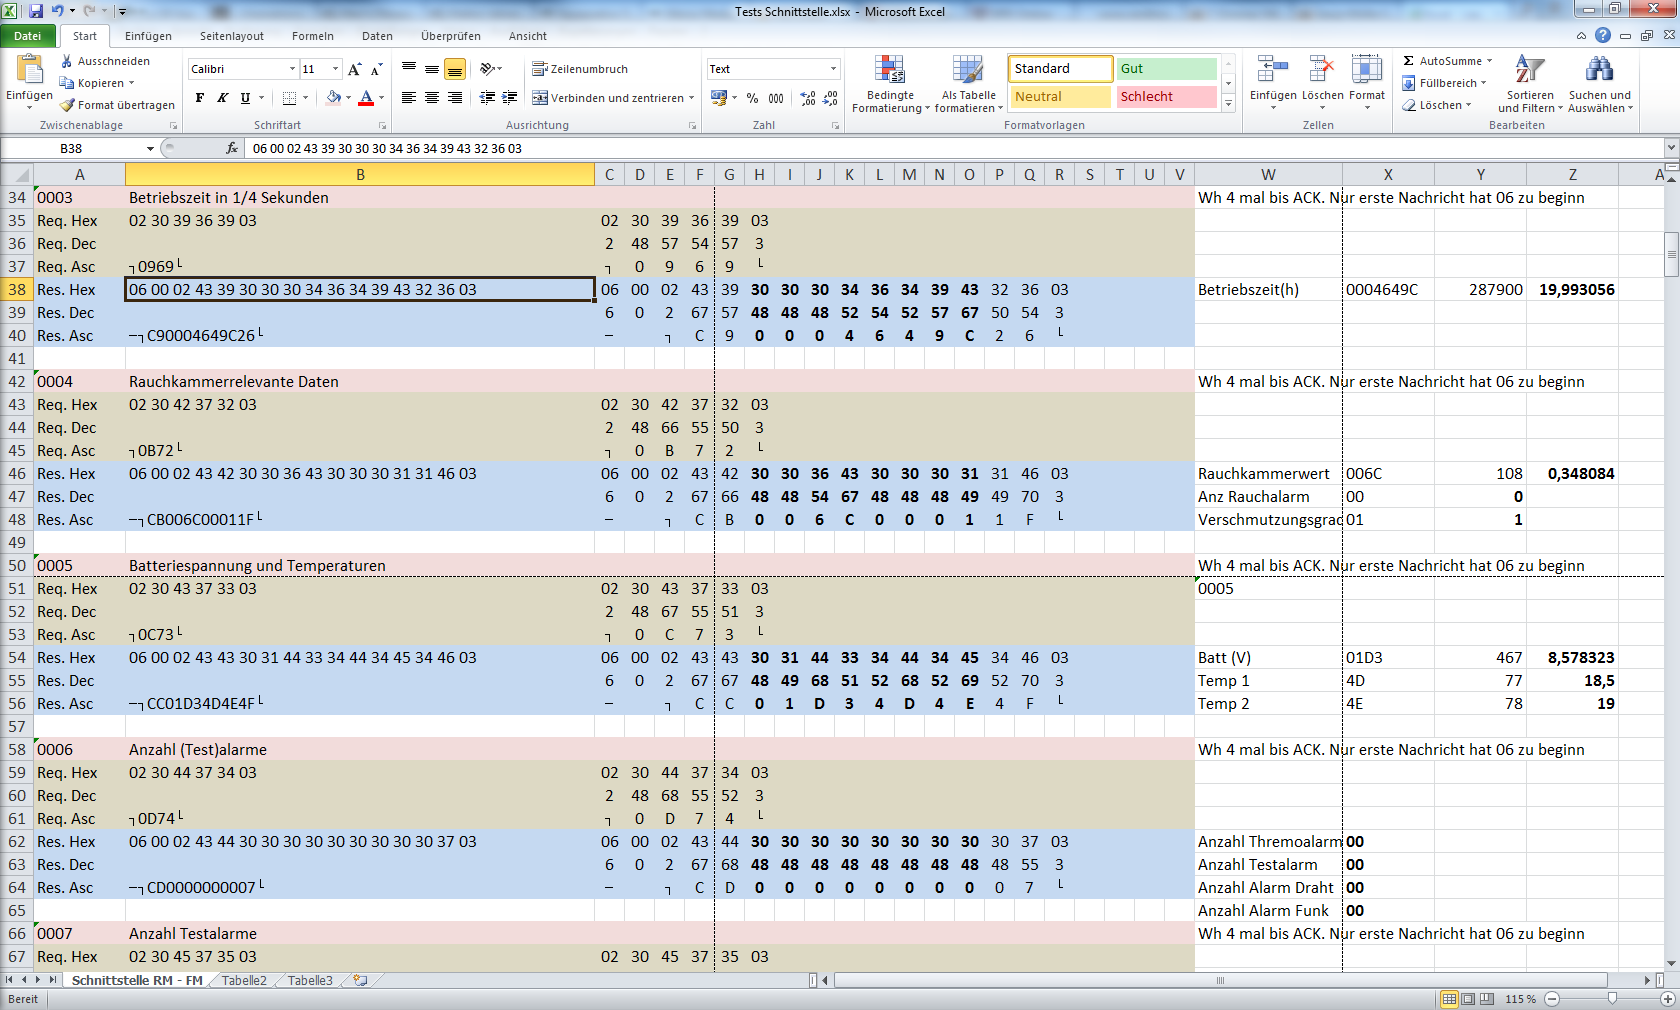 Tests Schnittstelle.xlsx - Microsoft Excel
Datei Start Einfügen Seitenlayout Formeln Daten Überprüfen Ansicht
Einfügen
Ausschneiden
Kopieren
Format übertragen
Zwischenablage
Calibri 11
F K U
Schriftart
Zeilenumbruch
Verbinden und zentrieren
Ausrichtung
Text
% 000
Zahl
Bedingte Formatierung
Als Tabelle formatieren
Standard Gut
Neutral Schlecht
Formatvorlagen
Einfügen Löschen Format
Zellen
AutoSumme
Füllbereich
Löschen
Sortieren und Filtern
Suchen und Auswählen
Bearbeiten
B38 fx 06 00 02 43 39 30 30 30 34 36 34 39 43 32 36 03
A B C D E F G H I J K L M N O P Q R S T U V W X Y Z A
34 0003 Betriebszeit in 1/4 Sekunden Wh 4 mal bis ACK. Nur erste Nachricht hat 06 zu beginn
35 Req. Hex 02 30 39 36 39 03 02 30 39 36 39 03
36 Req. Dec 2 48 57 54 57 3
37 Req. Asc ┐0969└ ┐ 0 9 6 9 └
38 Res. Hex 06 00 02 43 39 30 30 30 34 36 34 39 43 32 36 03 06 00 02 43 39 30 30 30 34 36 34 39 43 32 36 03 Betriebszeit(h) 0004649C 287900 19,993056
39 Res. Dec 6 0 2 67 57 48 48 48 52 54 52 57 67 50 54 3
40 Res. Asc ─┐C90004649C26└ ─ ┐ C 9 0 0 0 4 6 4 9 C 2 6 └
41
42 0004 Rauchkammerrelevante Daten Wh 4 mal bis ACK. Nur erste Nachricht hat 06 zu beginn
43 Req. Hex 02 30 42 37 32 03 02 30 42 37 32 03
44 Req. Dec 2 48 66 55 50 3
45 Req. Asc ┐0B72└ ┐ 0 B 7 2 └
46 Res. Hex 06 00 02 43 42 30 30 36 43 30 30 30 31 31 46 03 06 00 02 43 42 30 30 36 43 30 30 30 31 31 46 03 Rauchkammerwert 006C 108 0,348084
47 Res. Dec 6 0 2 67 66 48 48 54 67 48 48 48 49 49 70 3 Anz Rauchalarm 00 0
48 Res. Asc ─┐CB006C00011F└ ─ ┐ C B 0 0 6 C 0 0 0 1 1 F └ Verschmutzungsgrad 01 1
49
50 0005 Batteriespannung und Temperaturen Wh 4 mal bis ACK. Nur erste Nachricht hat 06 zu beginn
51 Req. Hex 02 30 43 37 33 03 02 30 43 37 33 03 0005
52 Req. Dec 2 48 67 55 51 3
53 Req. Asc ┐0C73└ ┐ 0 C 7 3 └
54 Res. Hex 06 00 02 43 43 30 31 44 33 34 44 34 45 34 46 03 06 00 02 43 43 30 31 44 33 34 44 34 45 34 46 03 Batt (V) 01D3 467 8,578323
55 Res. Dec 6 0 2 67 67 48 49 68 51 52 68 52 69 52 70 3 Temp 1 4D 77 18,5
56 Res. Asc ─┐CC01D34D4E4F└ ─ ┐ C C 0 1 D 3 4 D 4 E 4 F └ Temp 2 4E 78 19
57
58 0006 Anzahl (Test)alarme Wh 4 mal bis ACK. Nur erste Nachricht hat 06 zu beginn
59 Req. Hex 02 30 44 37 34 03 02 30 44 37 34 03
60 Req. Dec 2 48 68 55 52 3
61 Req. Asc ┐0D74└ ┐ 0 D 7 4 └
62 Res. Hex 06 00 02 43 44 30 30 30 30 30 30 30 30 30 37 03 06 00 02 43 44 30 30 30 30 30 30 30 30 30 37 03 Anzahl Thremoalarm 00
63 Res. Dec 6 0 2 67 68 48 48 48 48 48 48 48 48 48 55 3 Anzahl Testalarm 00
64 Res. Asc ─┐CD0000000007└ ─ ┐ C D 0 0 0 0 0 0 0 0 0 7 └ Anzahl Alarm Draht 00
65 Anzahl Alarm Funk 00
66 0007 Anzahl Testalarme Wh 4 mal bis ACK. Nur erste Nachricht hat 06 zu beginn
67 Req. Hex 02 30 45 37 35 03 02 30 45 37 35 03
Schnittstelle RM - FM Tabelle2 Tabelle3
Bereit 115 %